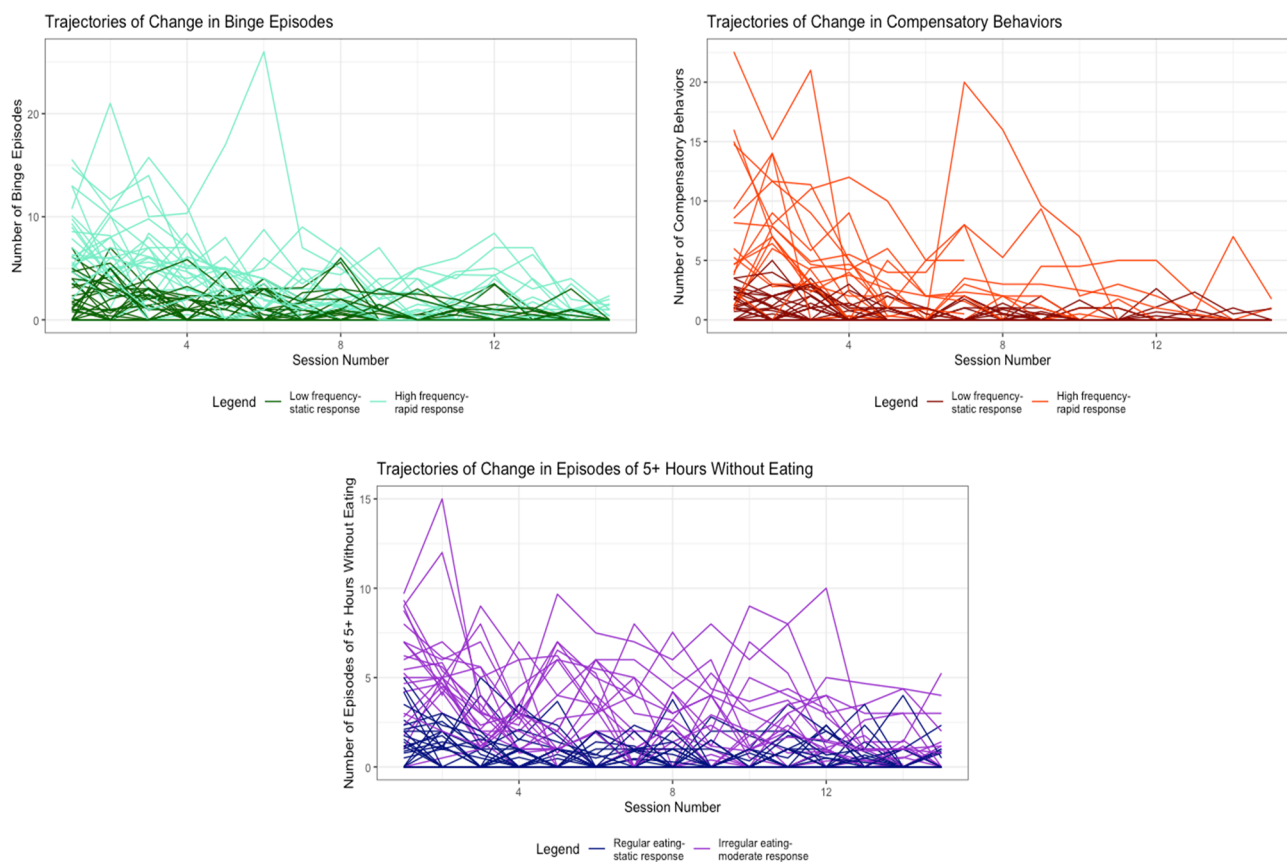 Trajectories of Change in Binge Episodes
Number of Binge Episodes
20
10
0
4
8
12
Session Number
Legend
Low frequency-
static response
High frequency-
rapid response
Trajectories of Change in Compensatory Behaviors
Number of Compensatory Behaviors
20
15
10
5
0
4
8
12
Session Number
Legend
Low frequency-
static response
High frequency-
rapid response
Trajectories of Change in Episodes of 5+ Hours Without Eating
Number of Episodes of 5+ Hours Without Eating
15
10
5
0
4
8
12
Session Number
Legend
Regular eating-
static response
Irregular eating-
moderate response